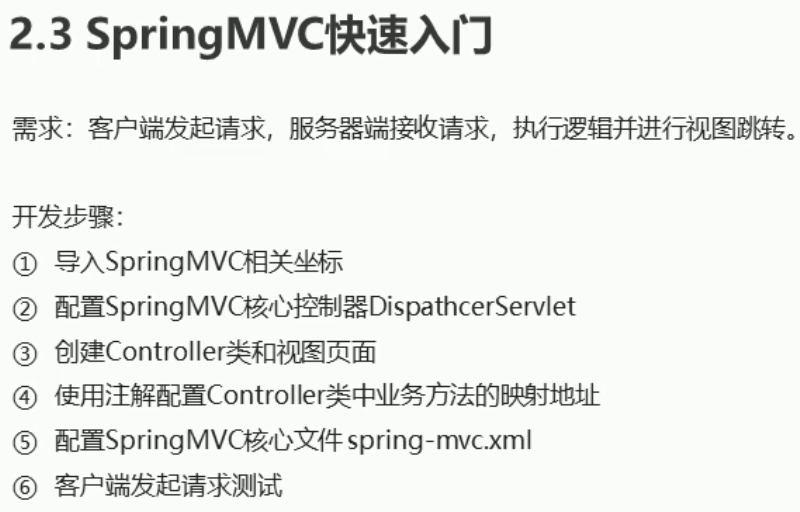 2.3 SpringMVC快速入门
需求：客户端发起请求，服务器端接收请求，执行逻辑并进行视图跳转。
开发步骤：
① 导入SpringMVC相关坐标
② 配置SpringMVC核心控制器DispathcerServlet
③ 创建Controller类和视图页面
④ 使用注解配置Controller类中业务方法的映射地址
⑤ 配置SpringMVC核心文件 spring-mvc.xml
⑥ 客户端发起请求测试